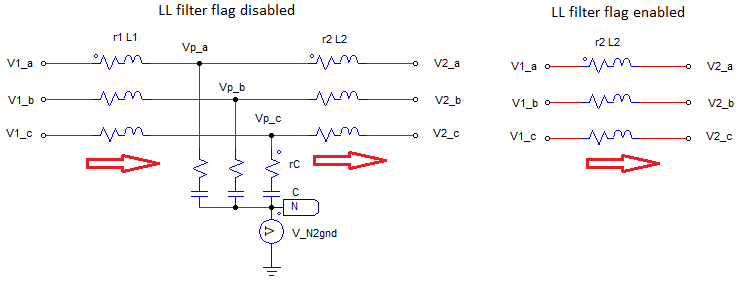 LL filter flag disabled
LL filter flag enabled
r1 L1
Vp_a
r2 L2
r2 L2
V1_a
V2_a
V1_a
V2_a
Vp_b
V1_b
V2_b
V1_b
V2_b
Vp_c
V1_c
V2_c
V1_c
V2_c
rC
C
N
V_N2gnd